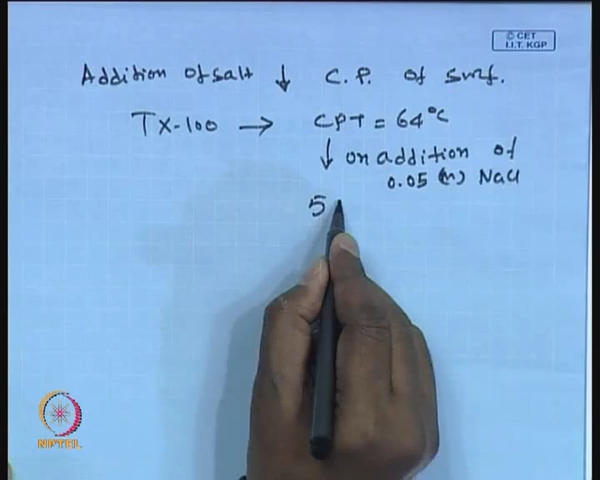 © CET
I.I.T. KGP
Addition of salt ↓ C.P. of surf.
TX-100 → CPT = 64°C
↓ on addition of
0.05 (M) NaCl
5
NPTEL